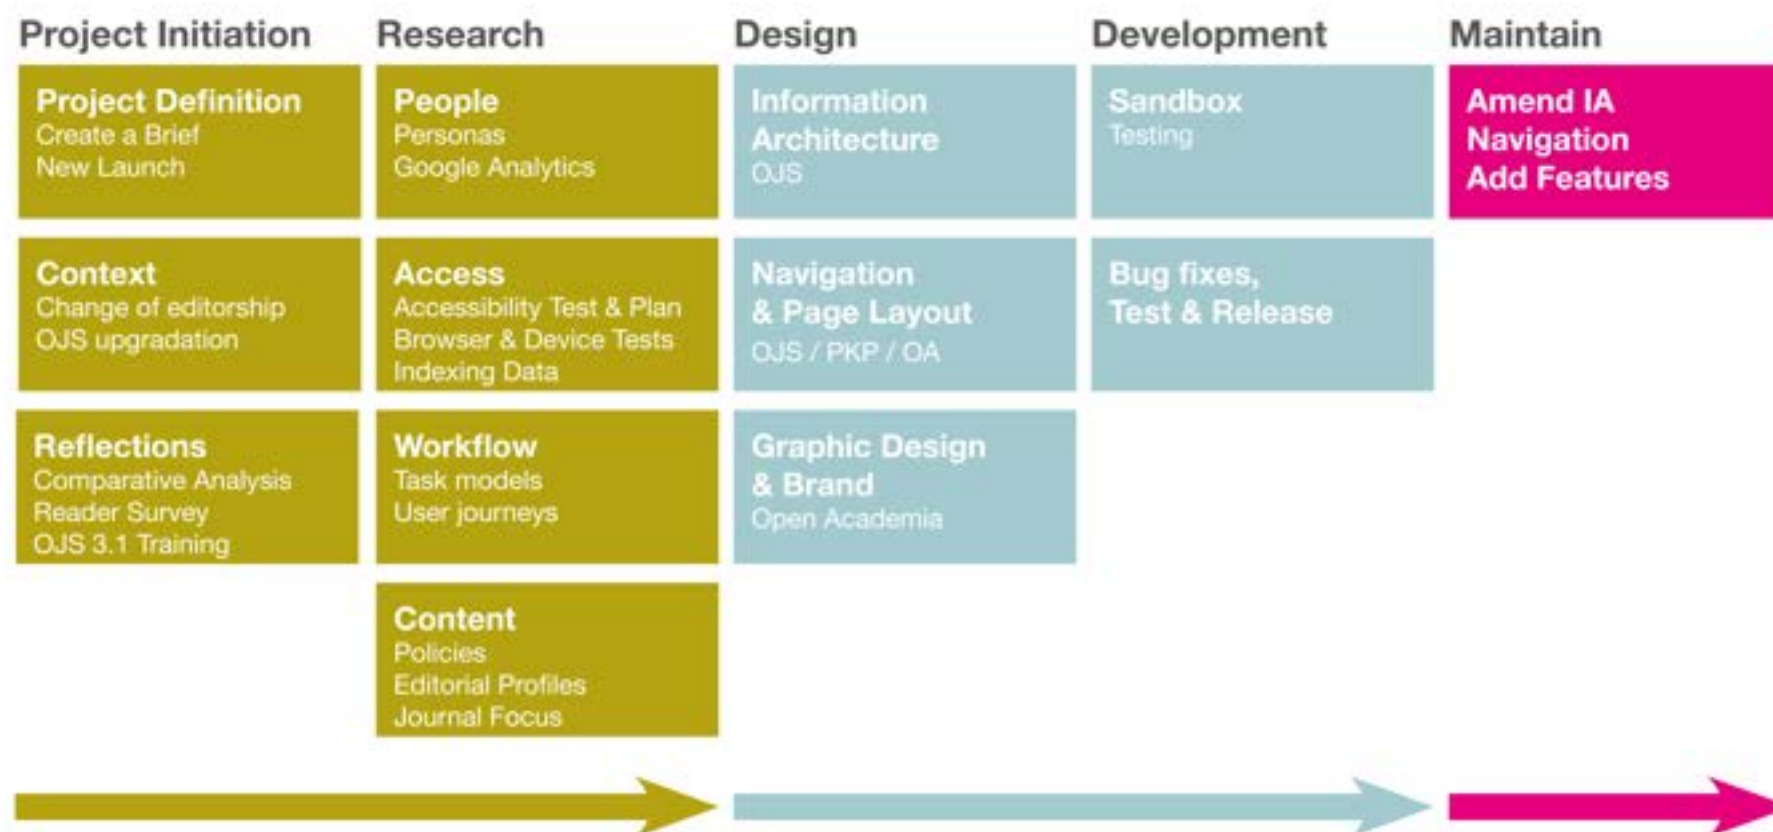 Project Initiation
Project Definition
Create a Brief
New Launch
Context
Change of editorship
OJS upgradation
Reflections
Comparative Analysis
Reader Survey
OJS 3.1 Training
Research
People
Personas
Google Analytics
Access
Accessibility Test & Plan
Browser & Device Tests
Indexing Data
Workflow
Task models
User journeys
Content
Policies
Editorial Profiles
Journal Focus
Design
Information
Architecture
OJS
Navigation
& Page Layout
OJS / PKP / OA
Graphic Design
& Brand
Open Academia
Development
Sandbox
Testing
Bug fixes,
Test & Release
Maintain
Amend IA
Navigation
Add Features